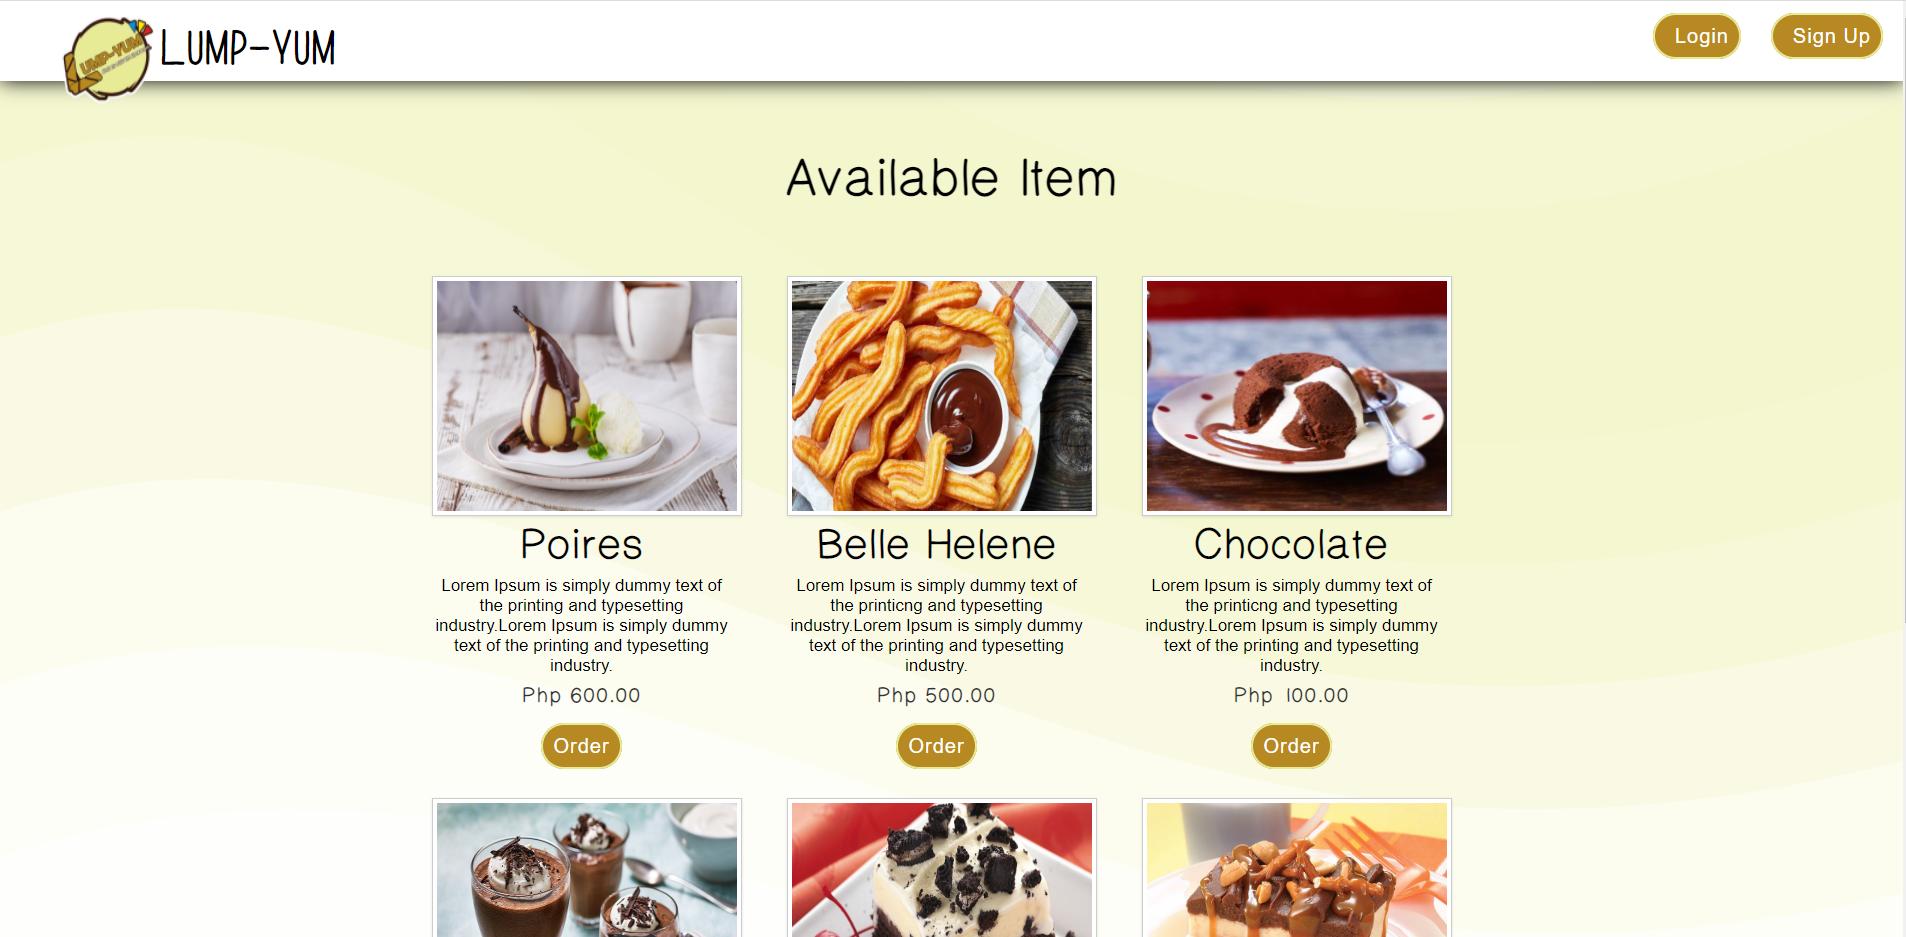 LUMP-YUM
LUMP-YUM
Login
Sign Up
Available Item
Poires
Belle Helene
Chocolate
Lorem Ipsum is simply dummy text of
the printing and typesetting
industry.Lorem Ipsum is simply dummy
text of the printing and typesetting
industry.
Lorem Ipsum is simply dummy text of
the printicng and typesetting
industry.Lorem Ipsum is simply dummy
text of the printing and typesetting
industry.
Lorem Ipsum is simply dummy text of
the printicng and typesetting
industry.Lorem Ipsum is simply dummy
text of the printing and typesetting
industry.
Php 600.00
Php 500.00
Php 100.00
Order
Order
Order